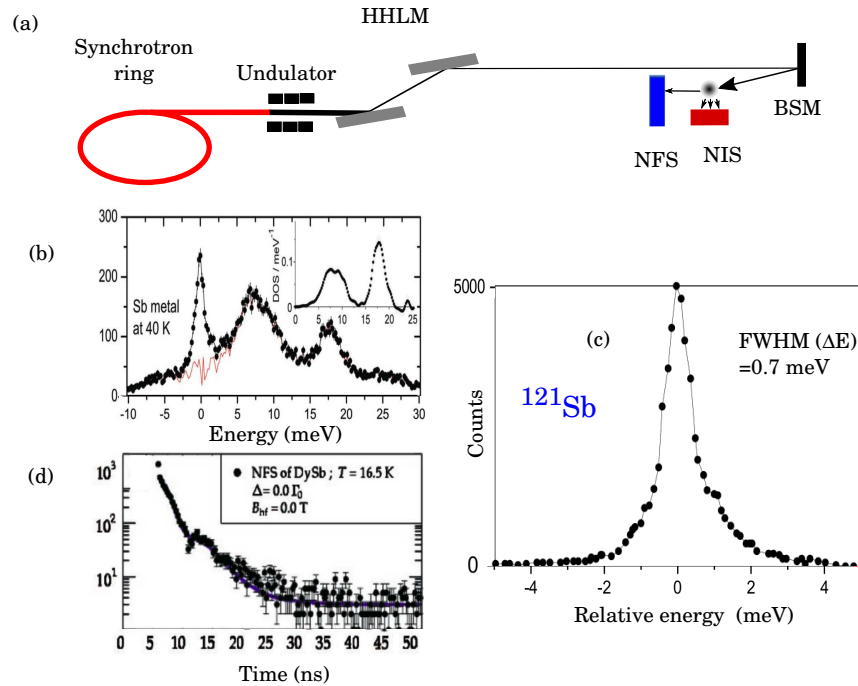 (a)
HHLM
Synchrotron
ring
Undulator
BSM
NFS
NIS
(b)
300
250
200
150
100
50
0
Sb metal
at 40 K
DOS / meV⁻¹
0.1
0
0 5 10 15 20 25
-10 -5 0 5 10 15 20 25 30
Energy (meV)
(c)
5000
0
Counts
¹²¹Sb
FWHM (ΔE)
=0.7 meV
-4 -2 0 2 4
Relative energy (meV)
(d)
10³
10²
10¹
NFS of DySb ; T = 16.5 K
Δ = 0.0 Γ₀
B_hf = 0.0 T
0 5 10 15 20 25 30 35 40 45 50
Time (ns)